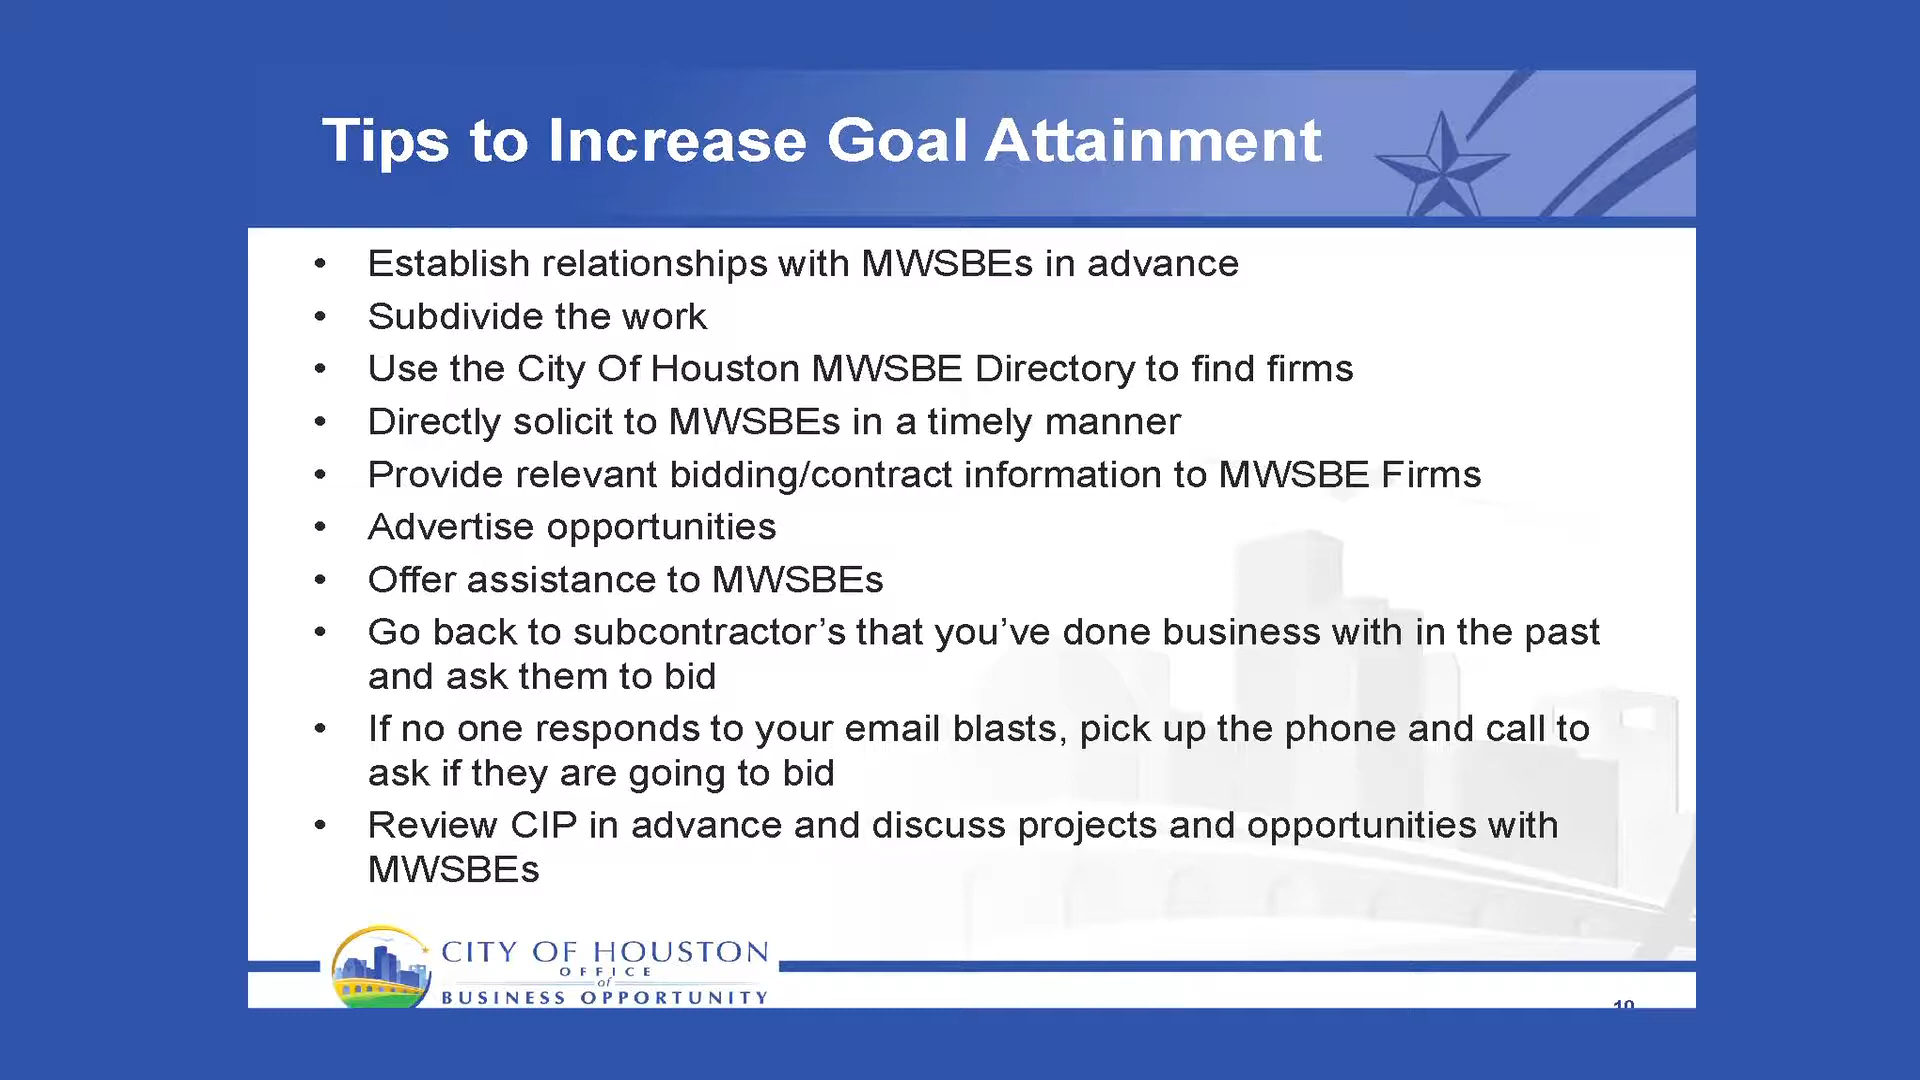 Tips to Increase Goal Attainment
• Establish relationships with MWSBEs in advance
• Subdivide the work
• Use the City Of Houston MWSBE Directory to find firms
• Directly solicit to MWSBEs in a timely manner
• Provide relevant bidding/contract information to MWSBE Firms
• Advertise opportunities
• Offer assistance to MWSBEs
• Go back to subcontractor’s that you’ve done business with in the past
and ask them to bid
• If no one responds to your email blasts, pick up the phone and call to
ask if they are going to bid
• Review CIP in advance and discuss projects and opportunities with
MWSBEs
CITY OF HOUSTON
OFFICE
of
BUSINESS OPPORTUNITY